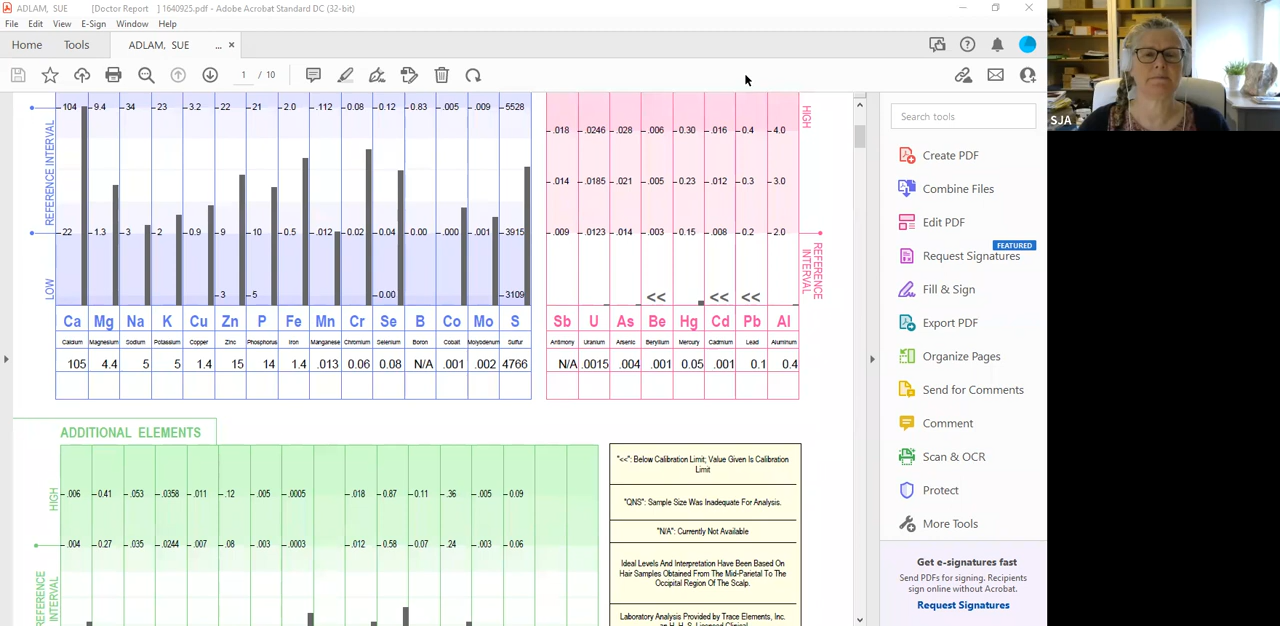 ADLAM, SUE [Doctor Report ] 1640925.pdf - Adobe Acrobat Standard DC (32-bit)
File Edit View E-Sign Window Help
Home Tools ADLAM, SUE ... ×
1 / 10
SJA
Search tools
Create PDF
Combine Files
Edit PDF
FEATURED
Request Signatures
Fill & Sign
Export PDF
Organize Pages
Send for Comments
Comment
Scan & OCR
Protect
More Tools
Get e-signatures fast
Send PDFs for signing. Recipients
sign online without Acrobat.
Request Signatures
REFERENCE INTERVAL
LOW
104 9.4 34 23 3.2 22 21 2.0 .112 0.08 0.12 0.83 .005 .009 5528
22 1.3 3 2 0.9 9 10 0.5 .012 0.02 0.04 0.00 .000 .001 3915
3 5 0.00 3109
Ca Mg Na K Cu Zn P Fe Mn Cr Se B Co Mo S
Calcium Magnesium Sodium Potassium Copper Zinc Phosphorus Iron Manganese Chromium Selenium Boron Cobalt Molybdenum Sulfur
105 4.4 5 5 1.4 15 14 1.4 .013 0.06 0.08 N/A .001 .002 4766
HIGH
.018 .0246 .028 .006 0.30 .016 0.4 4.0
.014 .0185 .021 .005 0.23 .012 0.3 3.0
.009 .0123 .014 .003 0.15 .008 0.2 2.0
REFERENCE
INTERVAL
<< << <<
Sb U As Be Hg Cd Pb Al
Antimony Uranium Arsenic Beryllium Mercury Cadmium Lead Aluminum
N/A .0015 .004 .001 0.05 .001 0.1 0.4
ADDITIONAL ELEMENTS
HIGH
.006 0.41 .053 .0358 .011 .12 .005 .0005 .018 0.87 0.11 .36 .005 0.09
.004 0.27 .035 .0244 .007 .08 .003 .0003 .012 0.58 0.07 .24 .003 0.06
REFERENCE
INTERVAL
"<<": Below Calibration Limit; Value Given Is Calibration
Limit
"QNS": Sample Size Was Inadequate For Analysis.
"N/A": Currently Not Available
Ideal Levels And Interpretation Have Been Based On
Hair Samples Obtained From The Mid-Parietal To The
Occipital Region Of The Scalp.
Laboratory Analysis Provided by Trace Elements, Inc.
an H. H. S. Licensed Clinical